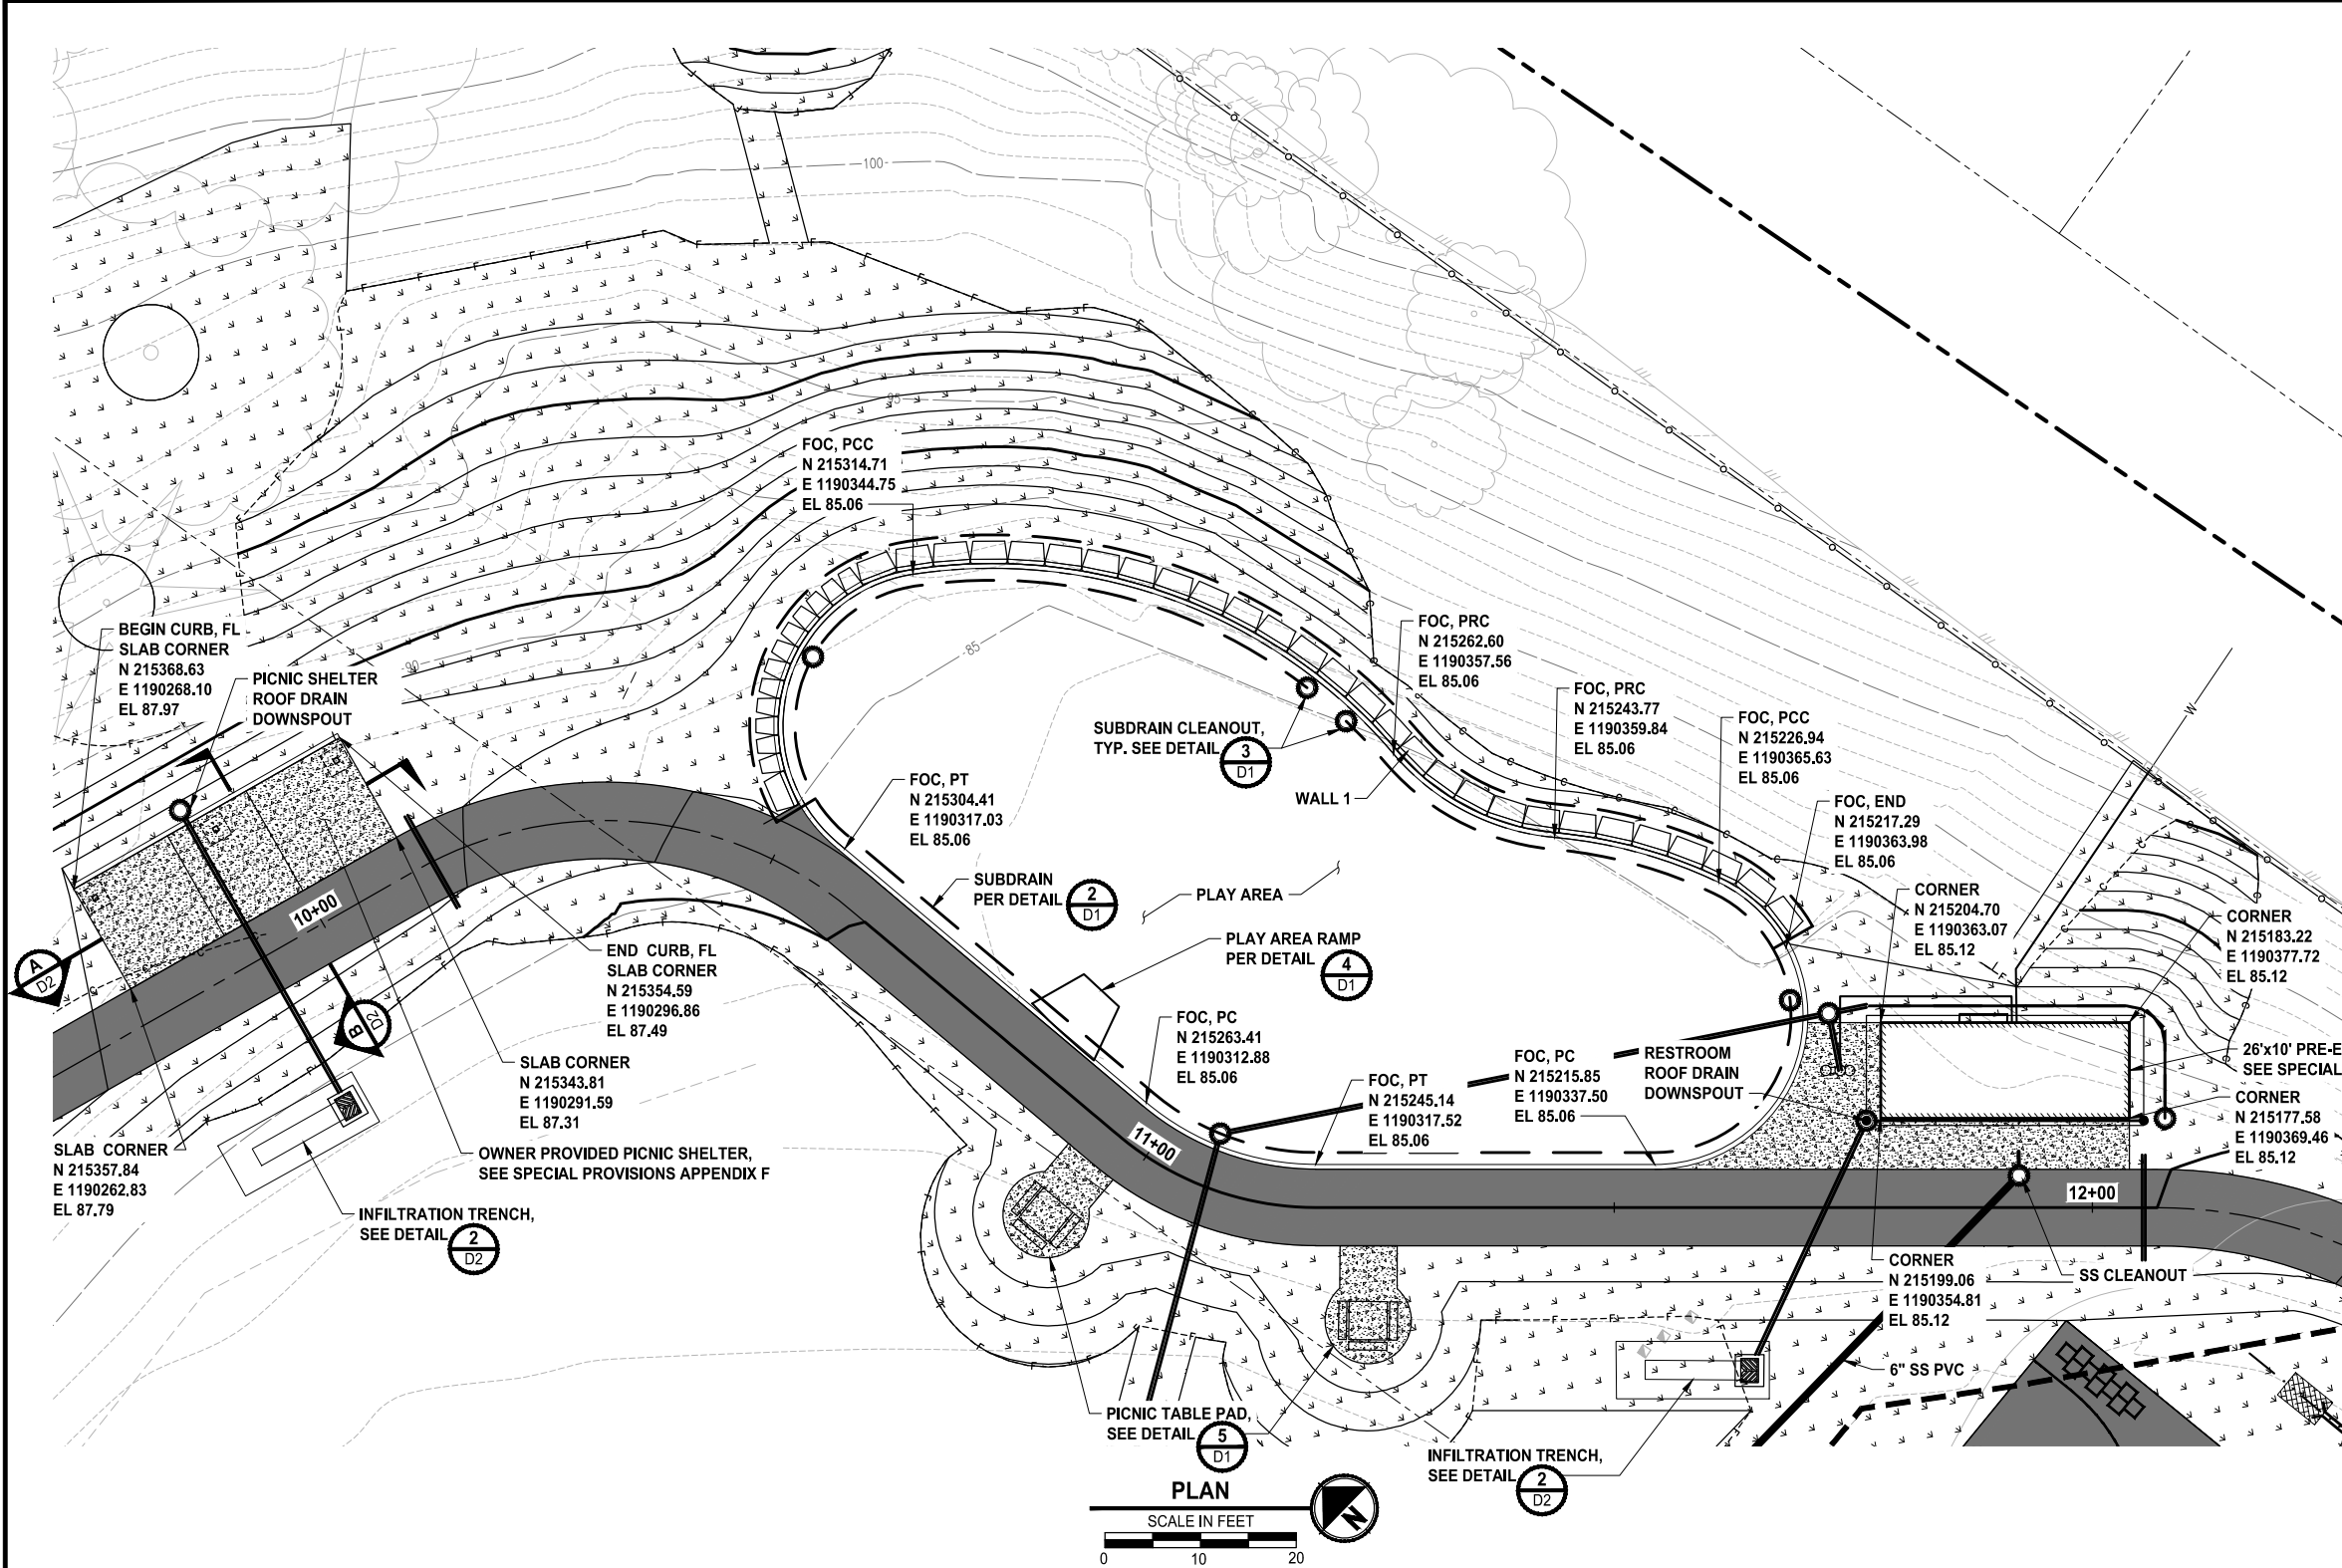 100
95
FOC, PCC
N 215314.71
E 1190344.75
EL 85.06
90
85
BEGIN CURB, FL
SLAB CORNER
N 215368.63
E 1190268.10
EL 87.97
PICNIC SHELTER
ROOF DRAIN
DOWNSPOUT
FOC, PRC
N 215262.60
E 1190357.56
EL 85.06
FOC, PRC
N 215243.77
E 1190359.84
EL 85.06
FOC, PCC
N 215226.94
E 1190365.63
EL 85.06
W
SUBDRAIN CLEANOUT,
TYP. SEE DETAIL
3
D1
WALL 1
FOC, PT
N 215304.41
E 1190317.03
EL 85.06
FOC, END
N 215217.29
E 1190363.98
EL 85.06
SUBDRAIN
PER DETAIL
2
D1
PLAY AREA
CORNER
N 215204.70
E 1190363.07
EL 85.12
CORNER
N 215183.22
E 1190377.72
EL 85.12
10+00
PLAY AREA RAMP
PER DETAIL
4
D1
END CURB, FL
SLAB CORNER
N 215354.59
E 1190296.86
EL 87.49
A
D2
B
D2
SLAB CORNER
N 215343.81
E 1190291.59
EL 87.31
FOC, PC
N 215263.41
E 1190312.88
EL 85.06
FOC, PT
N 215245.14
E 1190317.52
EL 85.06
FOC, PC
N 215215.85
E 1190337.50
EL 85.06
RESTROOM
ROOF DRAIN
DOWNSPOUT
26'x10' PRE-E
SEE SPECIAL
CORNER
N 215177.58
E 1190369.46
EL 85.12
SLAB CORNER
N 215357.84
E 1190262.83
EL 87.79
OWNER PROVIDED PICNIC SHELTER,
SEE SPECIAL PROVISIONS APPENDIX F
11+00
12+00
INFILTRATION TRENCH,
SEE DETAIL
2
D2
CORNER
N 215199.06
E 1190354.81
EL 85.12
SS CLEANOUT
6" SS PVC
PICNIC TABLE PAD,
SEE DETAIL
5
D1
INFILTRATION TRENCH,
SEE DETAIL
2
D2
PLAN
N
SCALE IN FEET
0 10 20